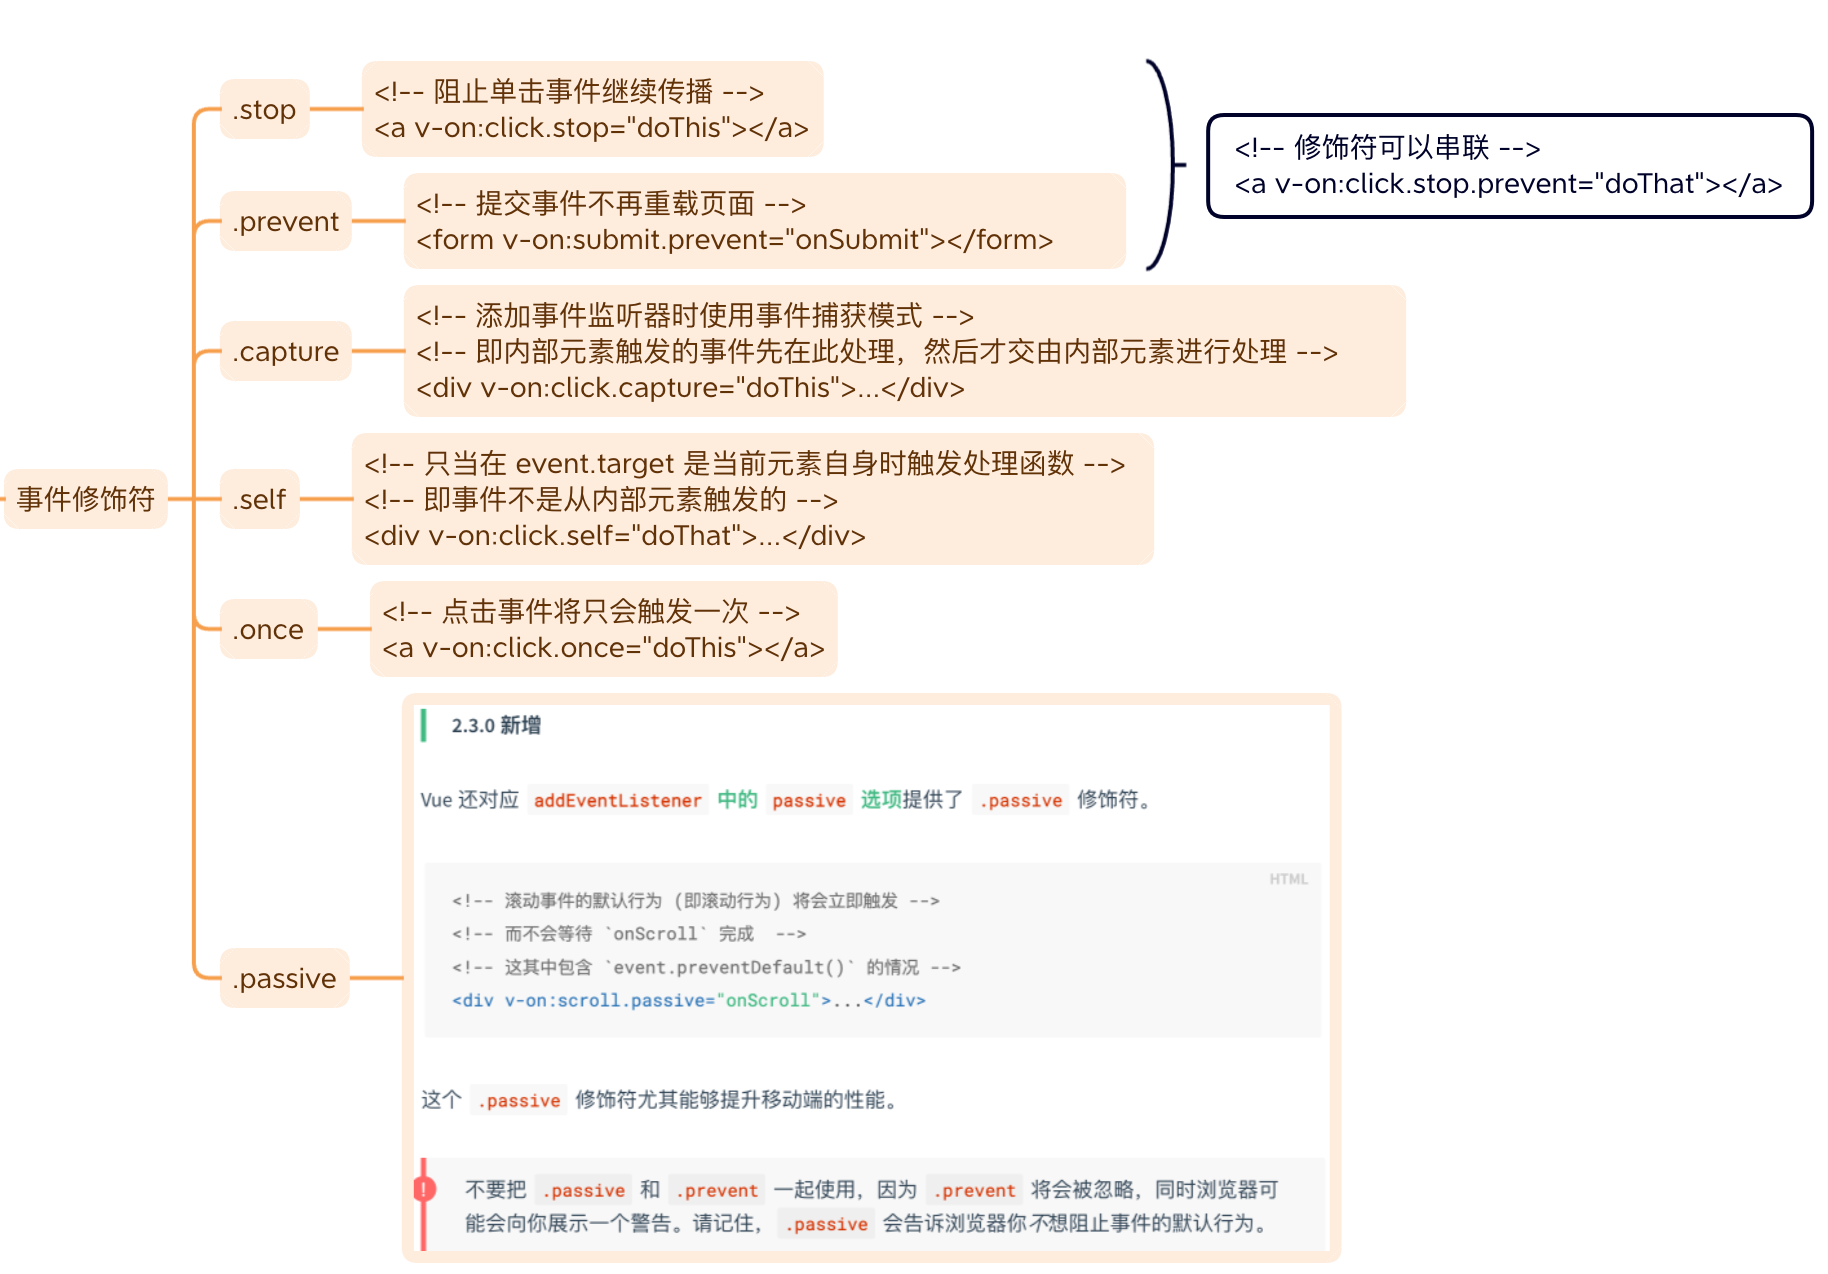 事件修饰符
.stop
<!-- 阻止单击事件继续传播 -->
<a v-on:click.stop="doThis"></a>
.prevent
<!-- 提交事件不再重载页面 -->
<form v-on:submit.prevent="onSubmit"></form>
<!-- 修饰符可以串联 -->
<a v-on:click.stop.prevent="doThat"></a>
.capture
<!-- 添加事件监听器时使用事件捕获模式 -->
<!-- 即内部元素触发的事件先在此处理，然后才交由内部元素进行处理 -->
<div v-on:click.capture="doThis">...</div>
.self
<!-- 只当在 event.target 是当前元素自身时触发处理函数 -->
<!-- 即事件不是从内部元素触发的 -->
<div v-on:click.self="doThat">...</div>
.once
<!-- 点击事件将只会触发一次 -->
<a v-on:click.once="doThis"></a>
.passive
2.3.0 新增
Vue 还对应 addEventListener 中的 passive 选项提供了 .passive 修饰符。
HTML
<!-- 滚动事件的默认行为 (即滚动行为) 将会立即触发 -->
<!-- 而不会等待 `onScroll` 完成  -->
<!-- 这其中包含 `event.preventDefault()` 的情况 -->
<div v-on:scroll.passive="onScroll">...</div>
这个 .passive 修饰符尤其能够提升移动端的性能。
!
不要把 .passive 和 .prevent 一起使用，因为 .prevent 将会被忽略，同时浏览器可
能会向你展示一个警告。请记住，.passive 会告诉浏览器你不想阻止事件的默认行为。